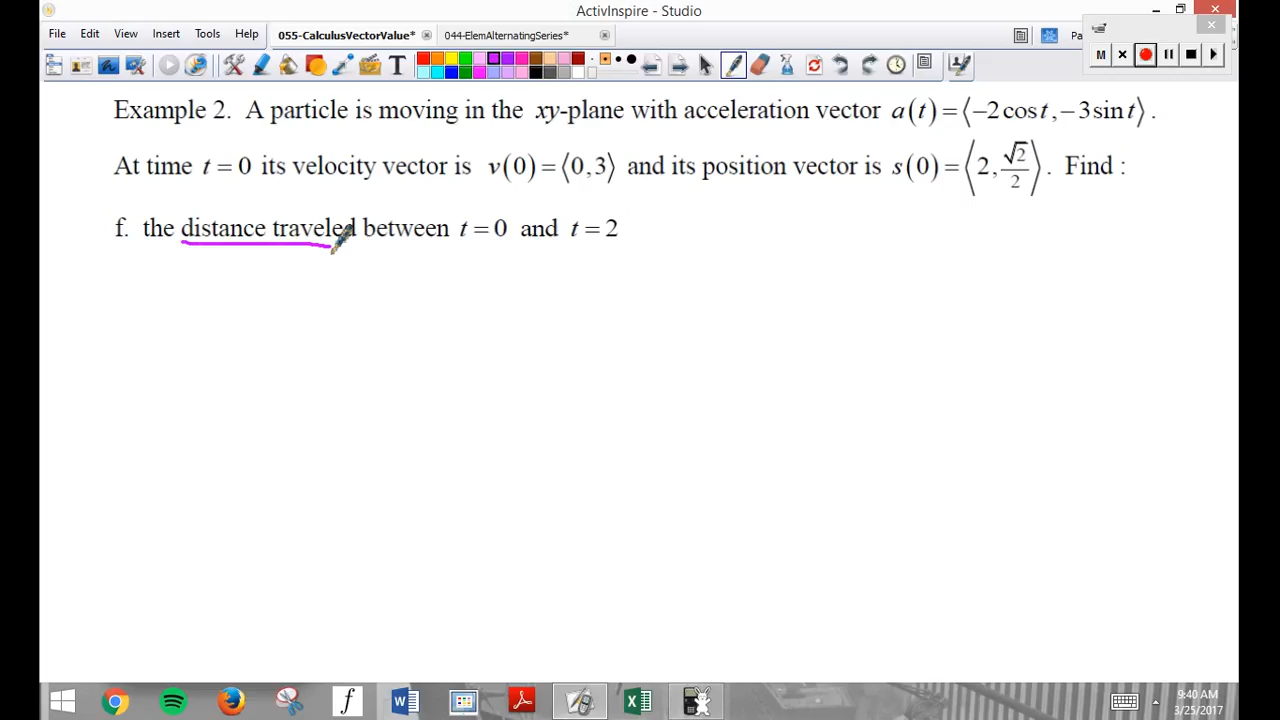 ActivInspire - Studio
File Edit View Insert Tools Help 055-CalculusVectorValue* 044-ElemAlternatingSeries* Pa
M
T
Example 2. A particle is moving in the xy-plane with acceleration vector a(t) = ⟨−2cos t, −3sin t⟩.
At time t = 0 its velocity vector is v(0) = ⟨0,3⟩ and its position vector is s(0) = ⟨2, √2/2⟩. Find :
f. the distance traveled between t = 0 and t = 2
9:40 AM
3/25/2017